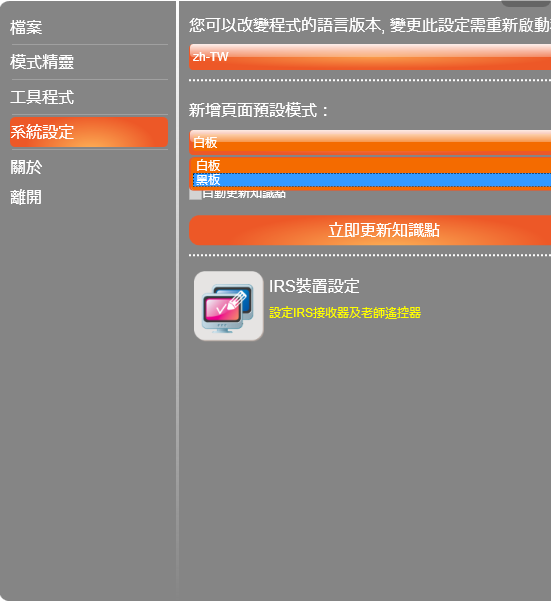 檔案
模式精靈
工具程式
系統設定
關於
離開
您可以改變程式的語言版本, 變更此設定需重新啟動
zh-TW
新增頁面預設模式：
白板
白板
黑板
自動更新知識點
立即更新知識點
IRS裝置設定
設定IRS接收器及老師遙控器